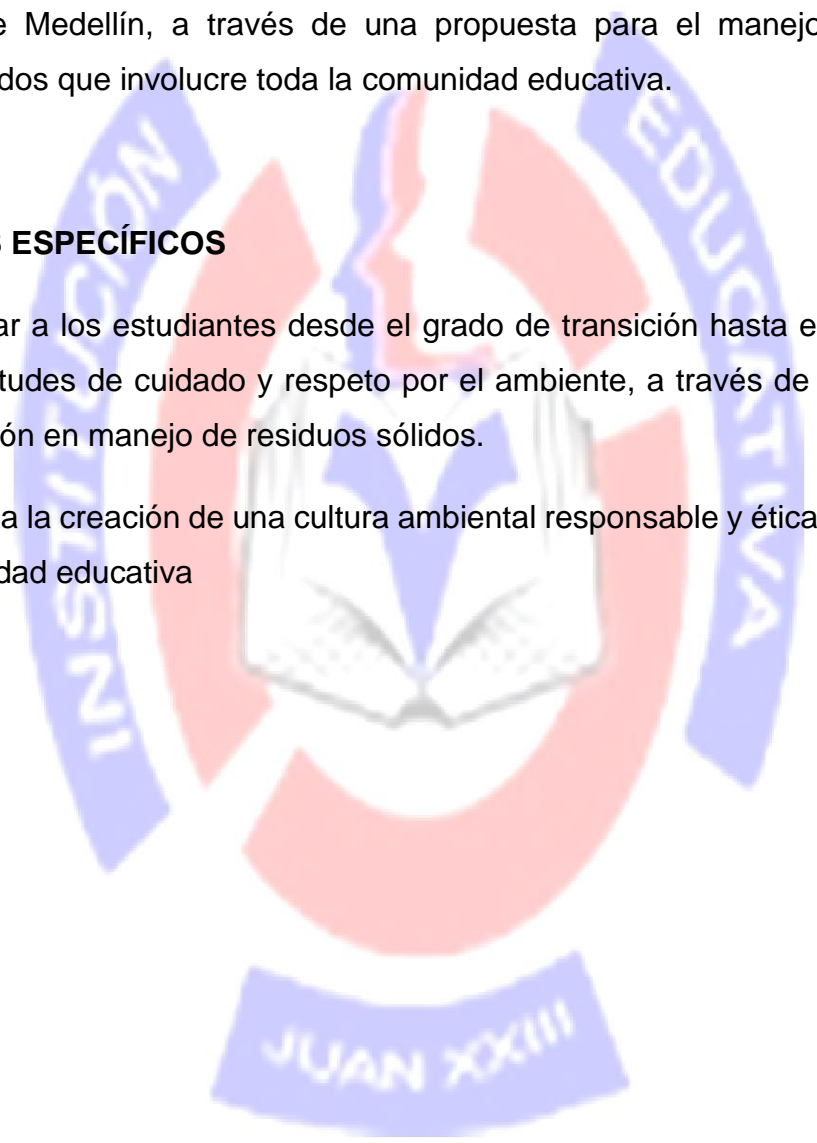 e Medellín, a través de una propuesta para el manejo
dos que involucre toda la comunidad educativa.
ESPECÍFICOS
ar a los estudiantes desde el grado de transición hasta e
tudes de cuidado y respeto por el ambiente, a través de
ón en manejo de residuos sólidos.
a la creación de una cultura ambiental responsable y ética
dad educativa
INSTITUCIÓN
EDUCATIVA
JUAN XXIII